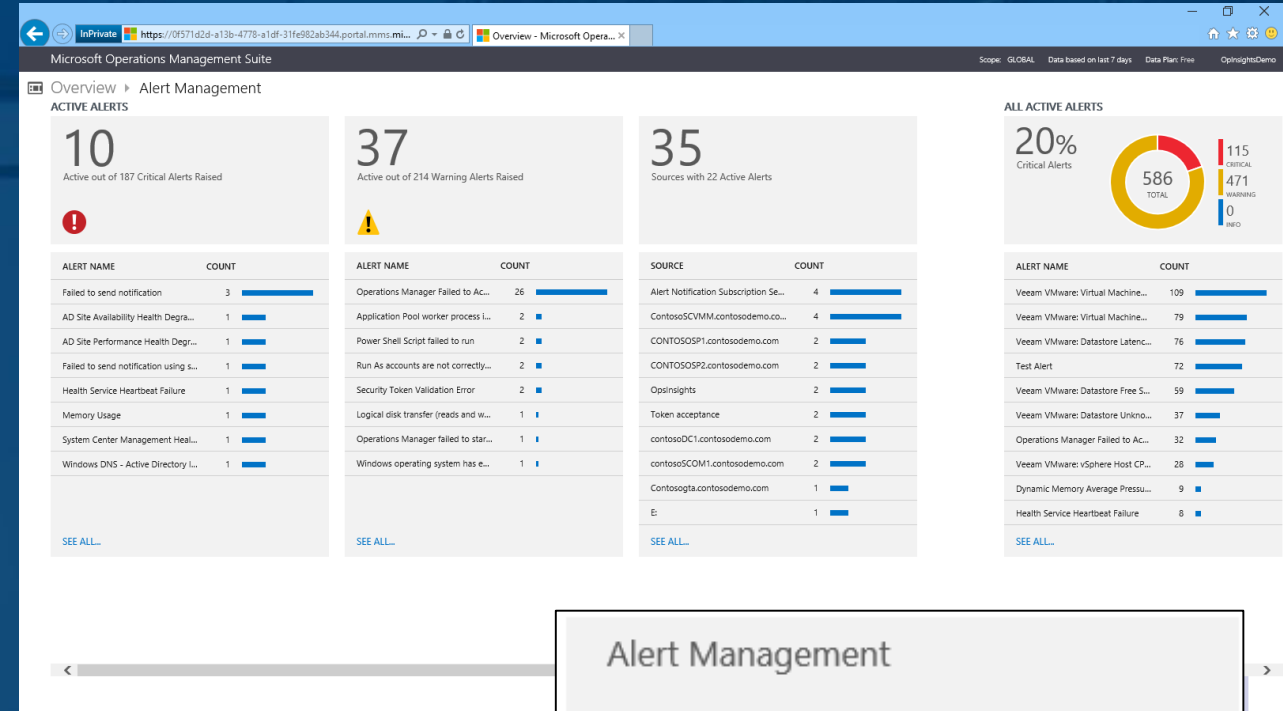 InPrivate https://0f571d2d-a13b-4778-a1df-31fe982ab344.portal.mms.mi... Overview - Microsoft Opera...
Microsoft Operations Management Suite Scope: GLOBAL Data based on last 7 days Data Plan: Free OpInsightsDemo
Overview Alert Management
ACTIVE ALERTS
10
Active out of 187 Critical Alerts Raised
ALERT NAME COUNT
Failed to send notification 3
AD Site Availability Health Degra... 1
AD Site Performance Health Degr... 1
Failed to send notification using s... 1
Health Service Heartbeat Failure 1
Memory Usage 1
System Center Management Heal... 1
Windows DNS - Active Directory I... 1
SEE ALL...
37
Active out of 214 Warning Alerts Raised
ALERT NAME COUNT
Operations Manager Failed to Ac... 26
Application Pool worker process i... 2
Power Shell Script failed to run 2
Run As accounts are not correctly... 2
Security Token Validation Error 2
Logical disk transfer (reads and w... 1
Operations Manager failed to star... 1
Windows operating system has e... 1
SEE ALL...
35
Sources with 22 Active Alerts
SOURCE COUNT
Alert Notification Subscription Se... 4
ContosoSCVMM.contosodemo.co... 4
CONTOSOSP1.contosodemo.com 2
CONTOSOSP2.contosodemo.com 2
OpsInsights 2
Token acceptance 2
contosoDC1.contosodemo.com 2
contosoSCOM1.contosodemo.com 2
Contosogta.contosodemo.com 1
E: 1
SEE ALL...
ALL ACTIVE ALERTS
20%
Critical Alerts
586
TOTAL
115
CRITICAL
471
WARNING
0
INFO
ALERT NAME COUNT
Veeam VMware: Virtual Machine... 109
Veeam VMware: Virtual Machine... 79
Veeam VMware: Datastore Latenc... 76
Test Alert 72
Veeam VMware: Datastore Free S... 59
Veeam VMware: Datastore Unkno... 37
Operations Manager Failed to Ac... 32
Veeam VMware: vSphere Host CP... 28
Dynamic Memory Average Pressu... 9
Health Service Heartbeat Failure 8
SEE ALL...
Alert Management